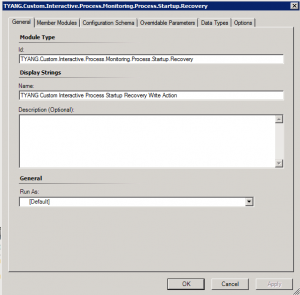 TYANG.Custom.Interactive.Process.Monitoring.Process.Startup.Recovery
General Member Modules Configuration Schema Overridable Parameters Data Types Options
Module Type
Id:
TYANG.Custom.Interactive.Process.Monitoring.Process.Startup.Recovery
Display Strings
Name:
TYANG Custom Interactive Process Startup Recovery Write Action
Description (Optional):
General
Run As:
[Default]
OK Cancel Apply